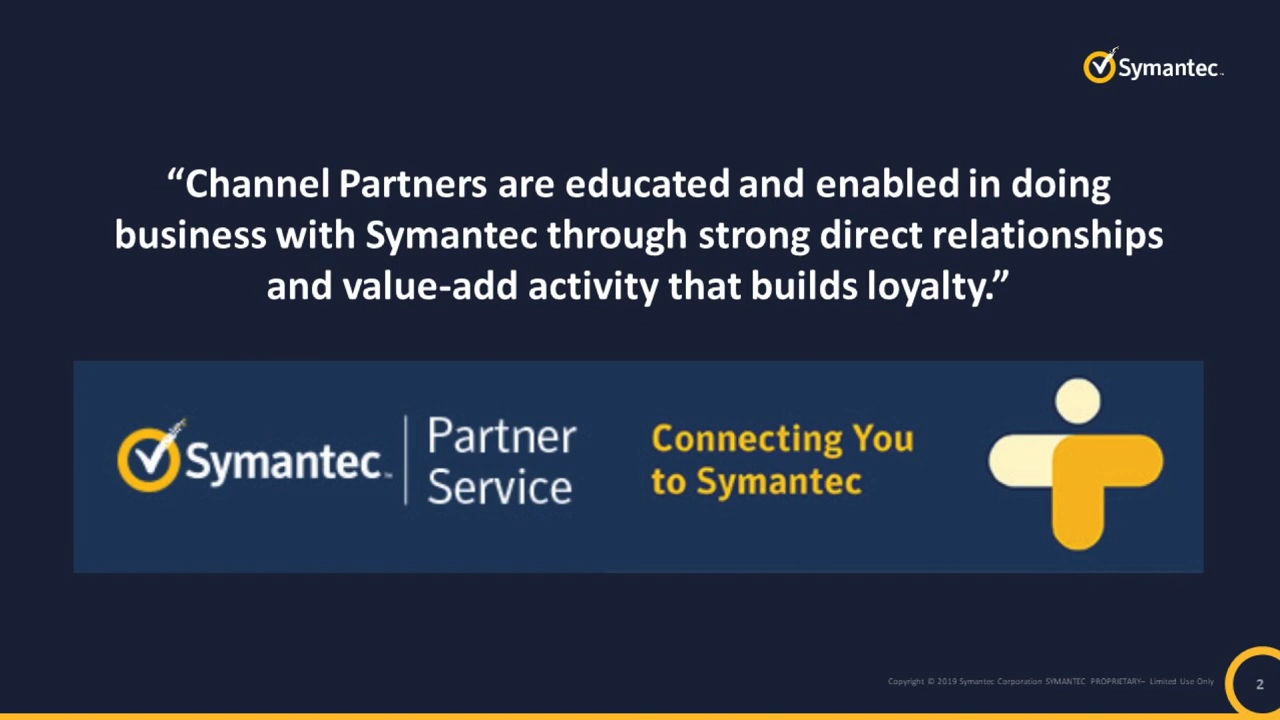 Symantec™
“Channel Partners are educated and enabled in doing
business with Symantec through strong direct relationships
and value-add activity that builds loyalty.”
Symantec™
Partner
Service
Connecting You
to Symantec
Copyright © 2019 Symantec Corporation SYMANTEC PROPRIETARY– Limited Use Only
2